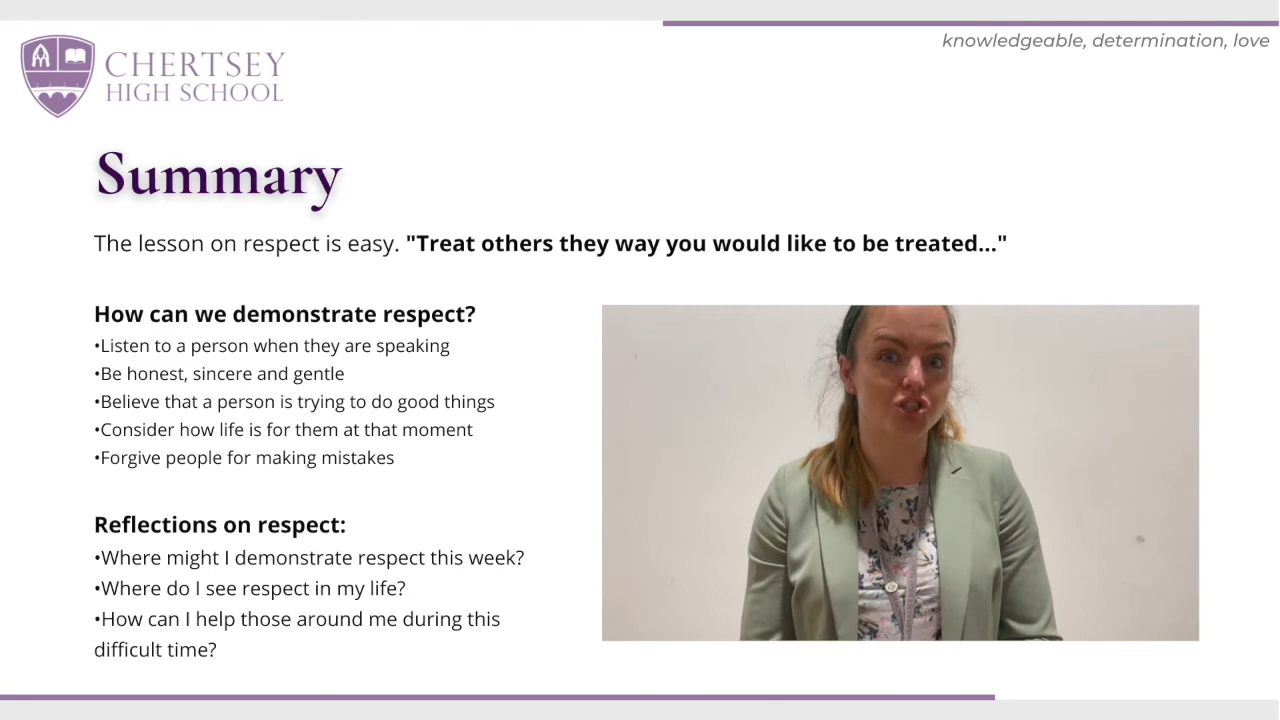 knowledgeable, determination, love
CHERTSEY
HIGH SCHOOL
Summary
The lesson on respect is easy. "Treat others they way you would like to be treated..."
How can we demonstrate respect?
•Listen to a person when they are speaking
•Be honest, sincere and gentle
•Believe that a person is trying to do good things
•Consider how life is for them at that moment
•Forgive people for making mistakes
Reflections on respect:
•Where might I demonstrate respect this week?
•Where do I see respect in my life?
•How can I help those around me during this
difficult time?